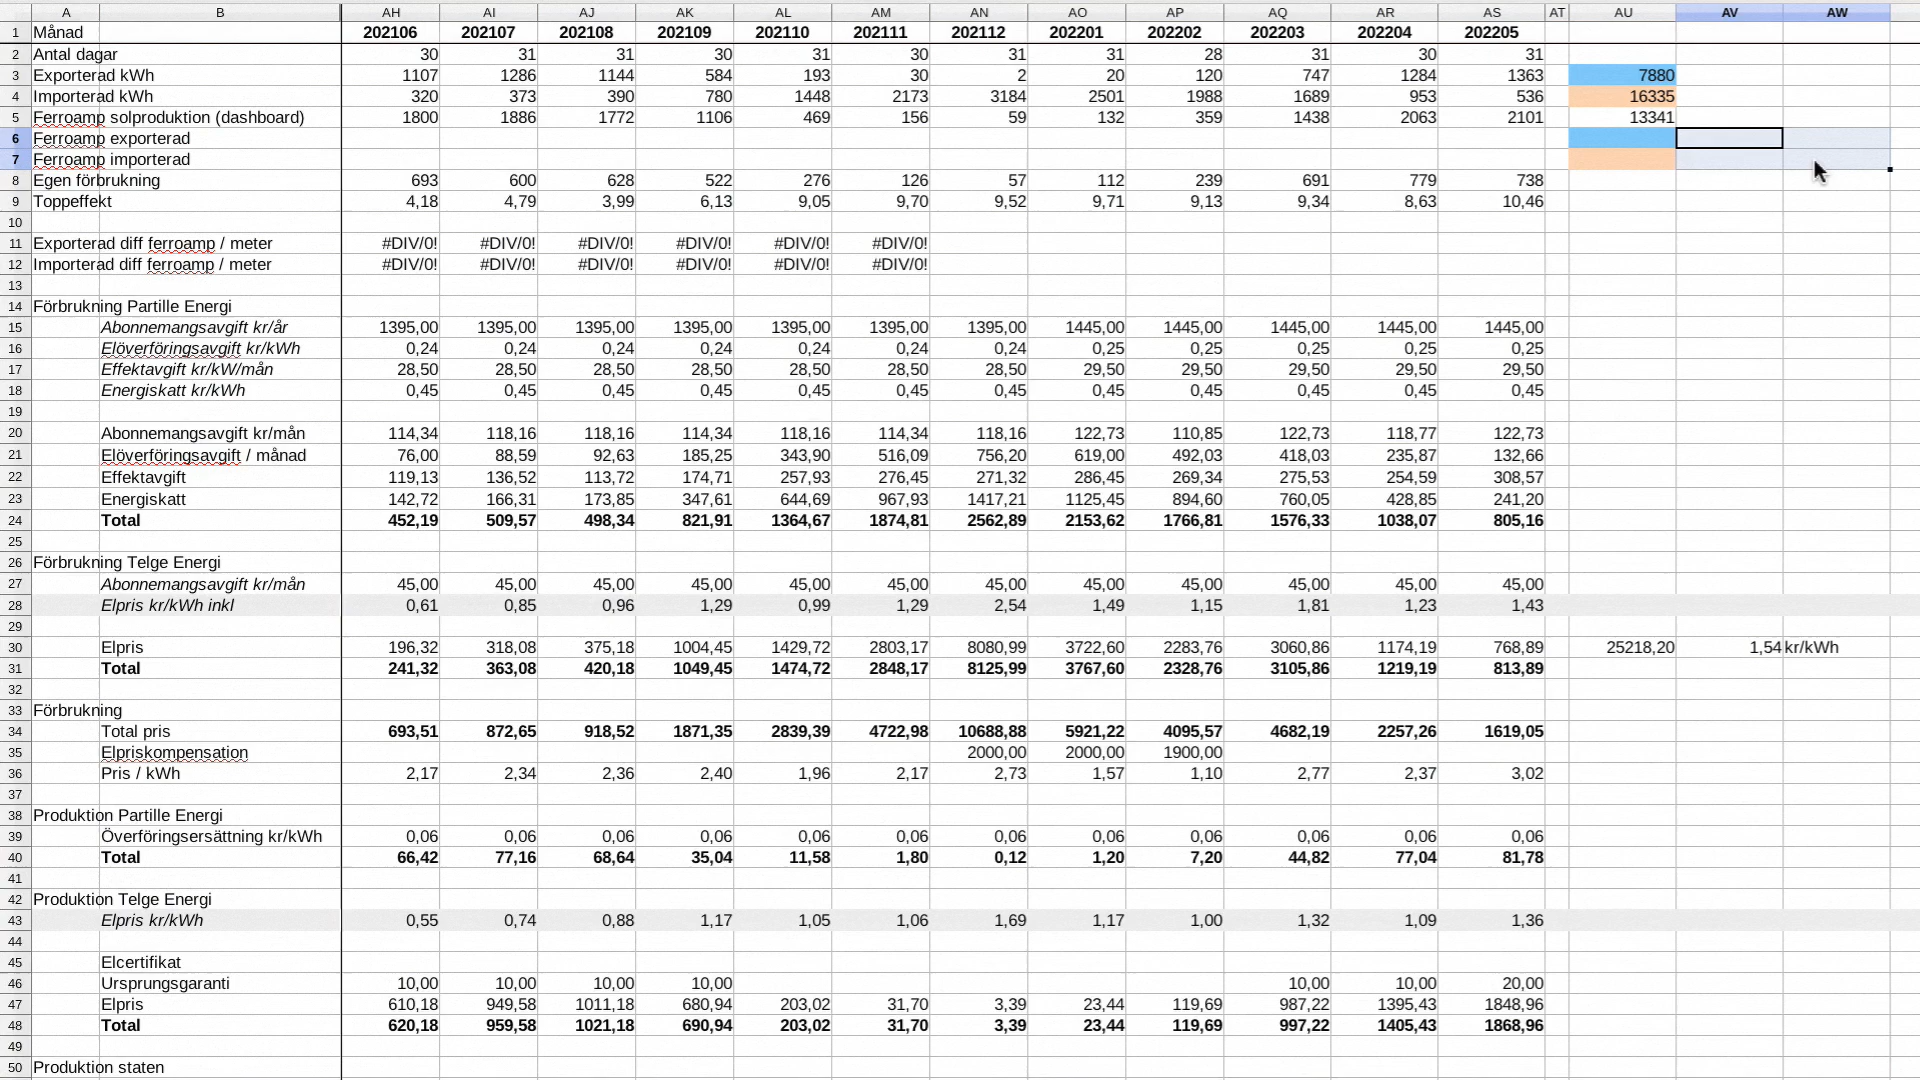 A B AH AI AJ AK AL AM AN AO AP AQ AR AS AT AU AV AW
1 Månad 202106 202107 202108 202109 202110 202111 202112 202201 202202 202203 202204 202205
2 Antal dagar 30 31 31 30 31 30 31 31 28 31 30 31
3 Exporterad kWh 1107 1286 1144 584 193 30 2 20 120 747 1284 1363 7880
4 Importerad kWh 320 373 390 780 1448 2173 3184 2501 1988 1689 953 536 16335
5 Ferroamp solproduktion (dashboard) 1800 1886 1772 1106 469 156 59 132 359 1438 2063 2101 13341
6 Ferroamp exporterad
7 Ferroamp importerad
8 Egen förbrukning 693 600 628 522 276 126 57 112 239 691 779 738
9 Toppeffekt 4,18 4,79 3,99 6,13 9,05 9,70 9,52 9,71 9,13 9,34 8,63 10,46
10
11 Exporterad diff ferroamp / meter #DIV/0! #DIV/0! #DIV/0! #DIV/0! #DIV/0! #DIV/0!
12 Importerad diff ferroamp / meter #DIV/0! #DIV/0! #DIV/0! #DIV/0! #DIV/0! #DIV/0!
13
14 Förbrukning Partille Energi
15 Abonnemangsavgift kr/år 1395,00 1395,00 1395,00 1395,00 1395,00 1395,00 1395,00 1445,00 1445,00 1445,00 1445,00 1445,00
16 Elöverföringsavgift kr/kWh 0,24 0,24 0,24 0,24 0,24 0,24 0,24 0,25 0,25 0,25 0,25 0,25
17 Effektavgift kr/kW/mån 28,50 28,50 28,50 28,50 28,50 28,50 28,50 29,50 29,50 29,50 29,50 29,50
18 Energiskatt kr/kWh 0,45 0,45 0,45 0,45 0,45 0,45 0,45 0,45 0,45 0,45 0,45 0,45
19
20 Abonnemangsavgift kr/mån 114,34 118,16 118,16 114,34 118,16 114,34 118,16 122,73 110,85 122,73 118,77 122,73
21 Elöverföringsavgift / månad 76,00 88,59 92,63 185,25 343,90 516,09 756,20 619,00 492,03 418,03 235,87 132,66
22 Effektavgift 119,13 136,52 113,72 174,71 257,93 276,45 271,32 286,45 269,34 275,53 254,59 308,57
23 Energiskatt 142,72 166,31 173,85 347,61 644,69 967,93 1417,21 1125,45 894,60 760,05 428,85 241,20
24 Total 452,19 509,57 498,34 821,91 1364,67 1874,81 2562,89 2153,62 1766,81 1576,33 1038,07 805,16
25
26 Förbrukning Telge Energi
27 Abonnemangsavgift kr/mån 45,00 45,00 45,00 45,00 45,00 45,00 45,00 45,00 45,00 45,00 45,00 45,00
28 Elpris kr/kWh inkl 0,61 0,85 0,96 1,29 0,99 1,29 2,54 1,49 1,15 1,81 1,23 1,43
29
30 Elpris 196,32 318,08 375,18 1004,45 1429,72 2803,17 8080,99 3722,60 2283,76 3060,86 1174,19 768,89 25218,20 1,54 kr/kWh
31 Total 241,32 363,08 420,18 1049,45 1474,72 2848,17 8125,99 3767,60 2328,76 3105,86 1219,19 813,89
32
33 Förbrukning
34 Total pris 693,51 872,65 918,52 1871,35 2839,39 4722,98 10688,88 5921,22 4095,57 4682,19 2257,26 1619,05
35 Elpriskompensation 2000,00 2000,00 1900,00
36 Pris / kWh 2,17 2,34 2,36 2,40 1,96 2,17 2,73 1,57 1,10 2,77 2,37 3,02
37
38 Produktion Partille Energi
39 Överföringsersättning kr/kWh 0,06 0,06 0,06 0,06 0,06 0,06 0,06 0,06 0,06 0,06 0,06 0,06
40 Total 66,42 77,16 68,64 35,04 11,58 1,80 0,12 1,20 7,20 44,82 77,04 81,78
41
42 Produktion Telge Energi
43 Elpris kr/kWh 0,55 0,74 0,88 1,17 1,05 1,06 1,69 1,17 1,00 1,32 1,09 1,36
44
45 Elcertifikat
46 Ursprungsgaranti 10,00 10,00 10,00 10,00 10,00 10,00 20,00
47 Elpris 610,18 949,58 1011,18 680,94 203,02 31,70 3,39 23,44 119,69 987,22 1395,43 1848,96
48 Total 620,18 959,58 1021,18 690,94 203,02 31,70 3,39 23,44 119,69 997,22 1405,43 1868,96
49
50 Produktion staten